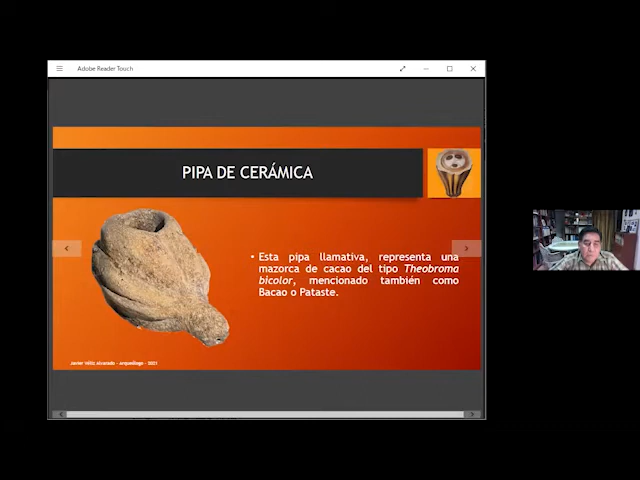 Adobe Reader Touch
PIPA DE CERÁMICA
• Esta pipa llamativa, representa una
mazorca de cacao del tipo Theobroma
bicolor, mencionado también como
Bacao o Pataste.
Javier Véliz Alvarado - Arqueólogo - 2021